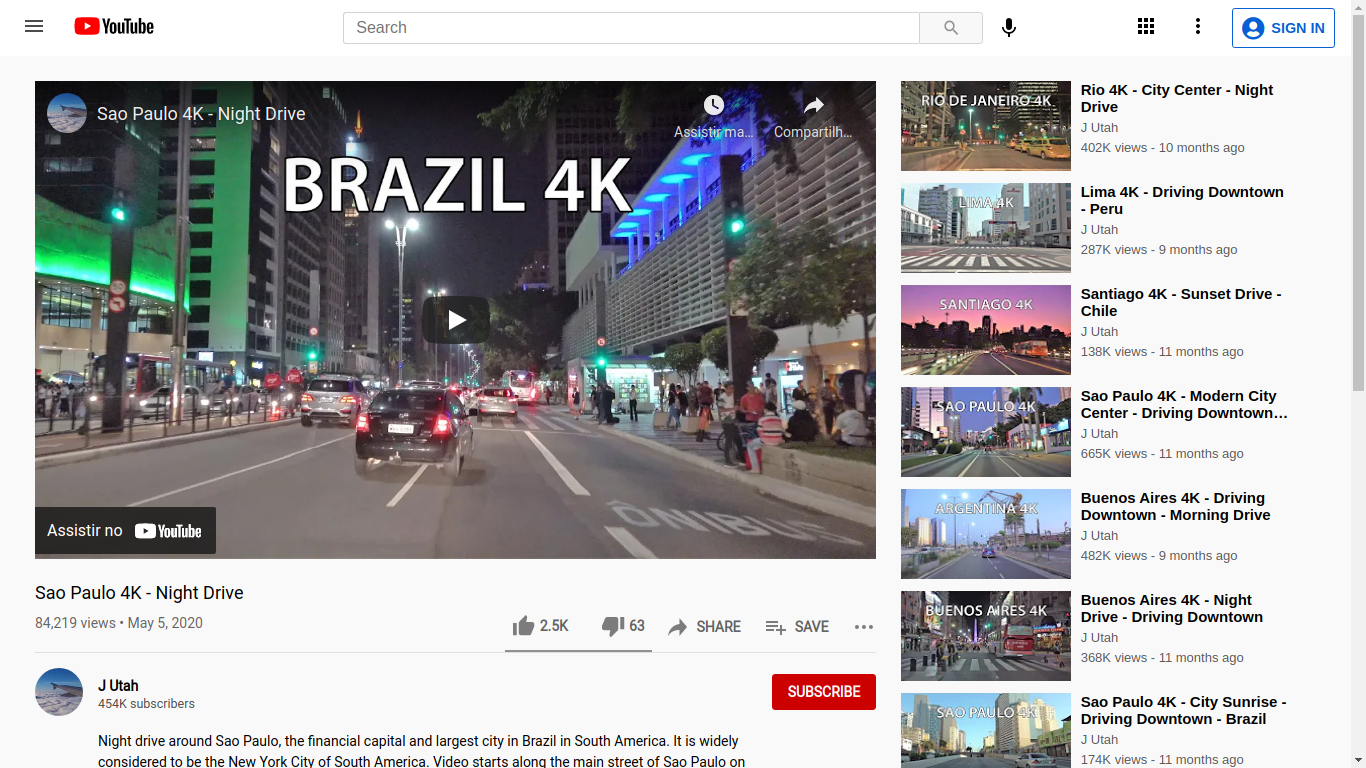 YouTube
Search
SIGN IN
Sao Paulo 4K - Night Drive
Assistir ma...
Compartilh...
BRAZIL 4K
ÔNIBUS
Assistir no YouTube
Sao Paulo 4K - Night Drive
84,219 views • May 5, 2020
2.5K
63
SHARE
SAVE
J Utah
454K subscribers
SUBSCRIBE
Night drive around Sao Paulo, the financial capital and largest city in Brazil in South America. It is widely
considered to be the New York City of South America. Video starts along the main street of Sao Paulo on
RIO DE JANEIRO 4K
Rio 4K - City Center - Night
Drive
J Utah
402K views - 10 months ago
LIMA 4K
Lima 4K - Driving Downtown
- Peru
J Utah
287K views - 9 months ago
SANTIAGO 4K
Santiago 4K - Sunset Drive -
Chile
J Utah
138K views - 11 months ago
SAO PAULO 4K
Sao Paulo 4K - Modern City
Center - Driving Downtown...
J Utah
665K views - 11 months ago
ARGENTINA 4K
Buenos Aires 4K - Driving
Downtown - Morning Drive
J Utah
482K views - 9 months ago
BUENOS AIRES 4K
Buenos Aires 4K - Night
Drive - Driving Downtown
J Utah
368K views - 11 months ago
SAO PAULO 4K
Sao Paulo 4K - City Sunrise -
Driving Downtown - Brazil
J Utah
174K views - 11 months ago